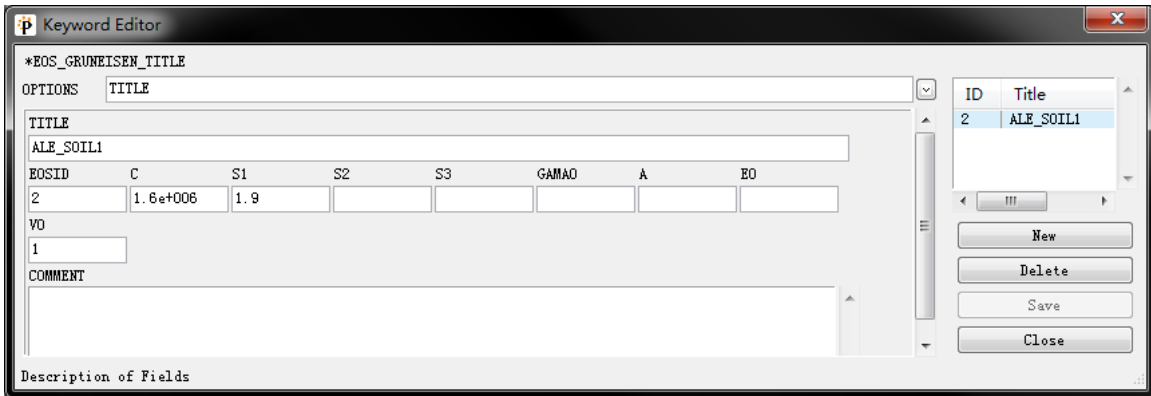 Keyword Editor
*EOS_GRUNEISEN_TITLE
OPTIONS TITLE
ID Title
2 ALE_SOIL1
TITLE
ALE_SOIL1
EOSID C S1 S2 S3 GAMAO A EO
2 1.6e+006 1.9
VO
1
COMMENT
New
Delete
Save
Close
Description of Fields